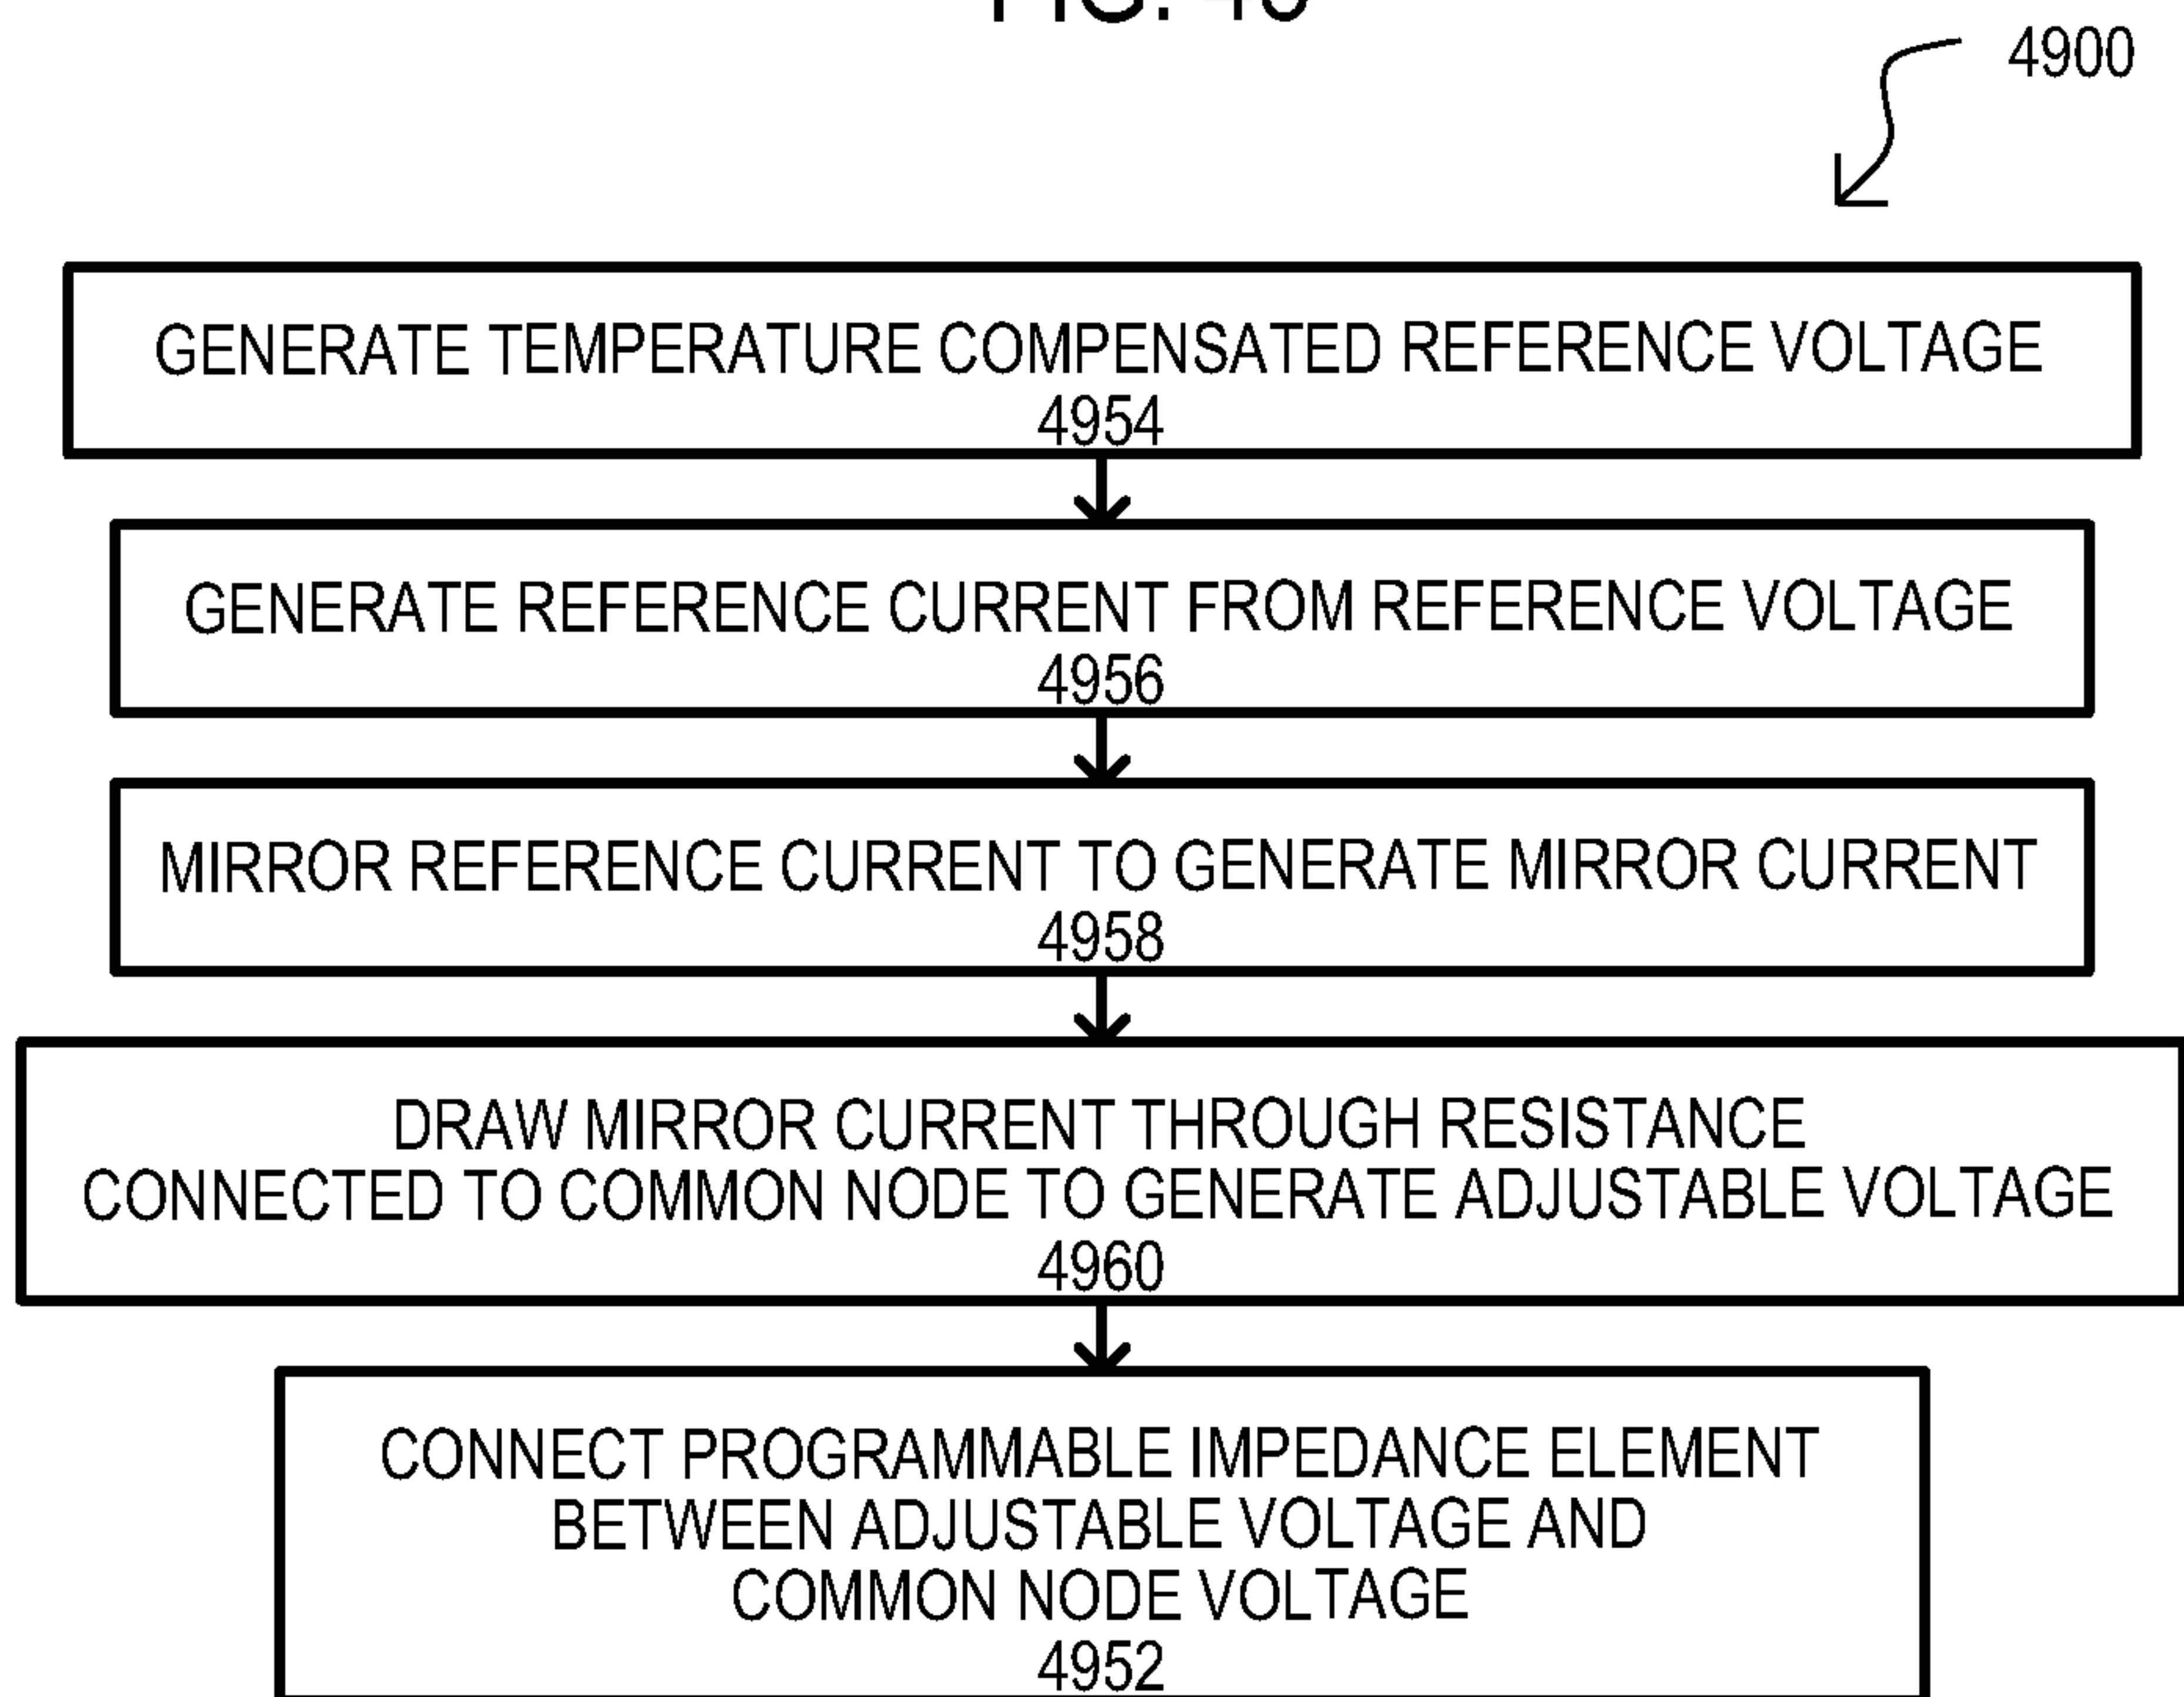 FIG.
4900
GENERATE TEMPERATURE COMPENSATED REFERENCE VOLTAGE
4954
GENERATE REFERENCE CURRENT FROM REFERENCE VOLTAGE
4956
MIRROR REFERENCE CURRENT TO GENERATE MIRROR CURRENT
4958
DRAW MIRROR CURRENT THROUGH RESISTANCE
CONNECTED TO COMMON NODE TO GENERATE ADJUSTABLE VOLTAGE
4960
CONNECT PROGRAMMABLE IMPEDANCE ELEMENT
BETWEEN ADJUSTABLE VOLTAGE AND
COMMON NODE VOLTAGE
4952